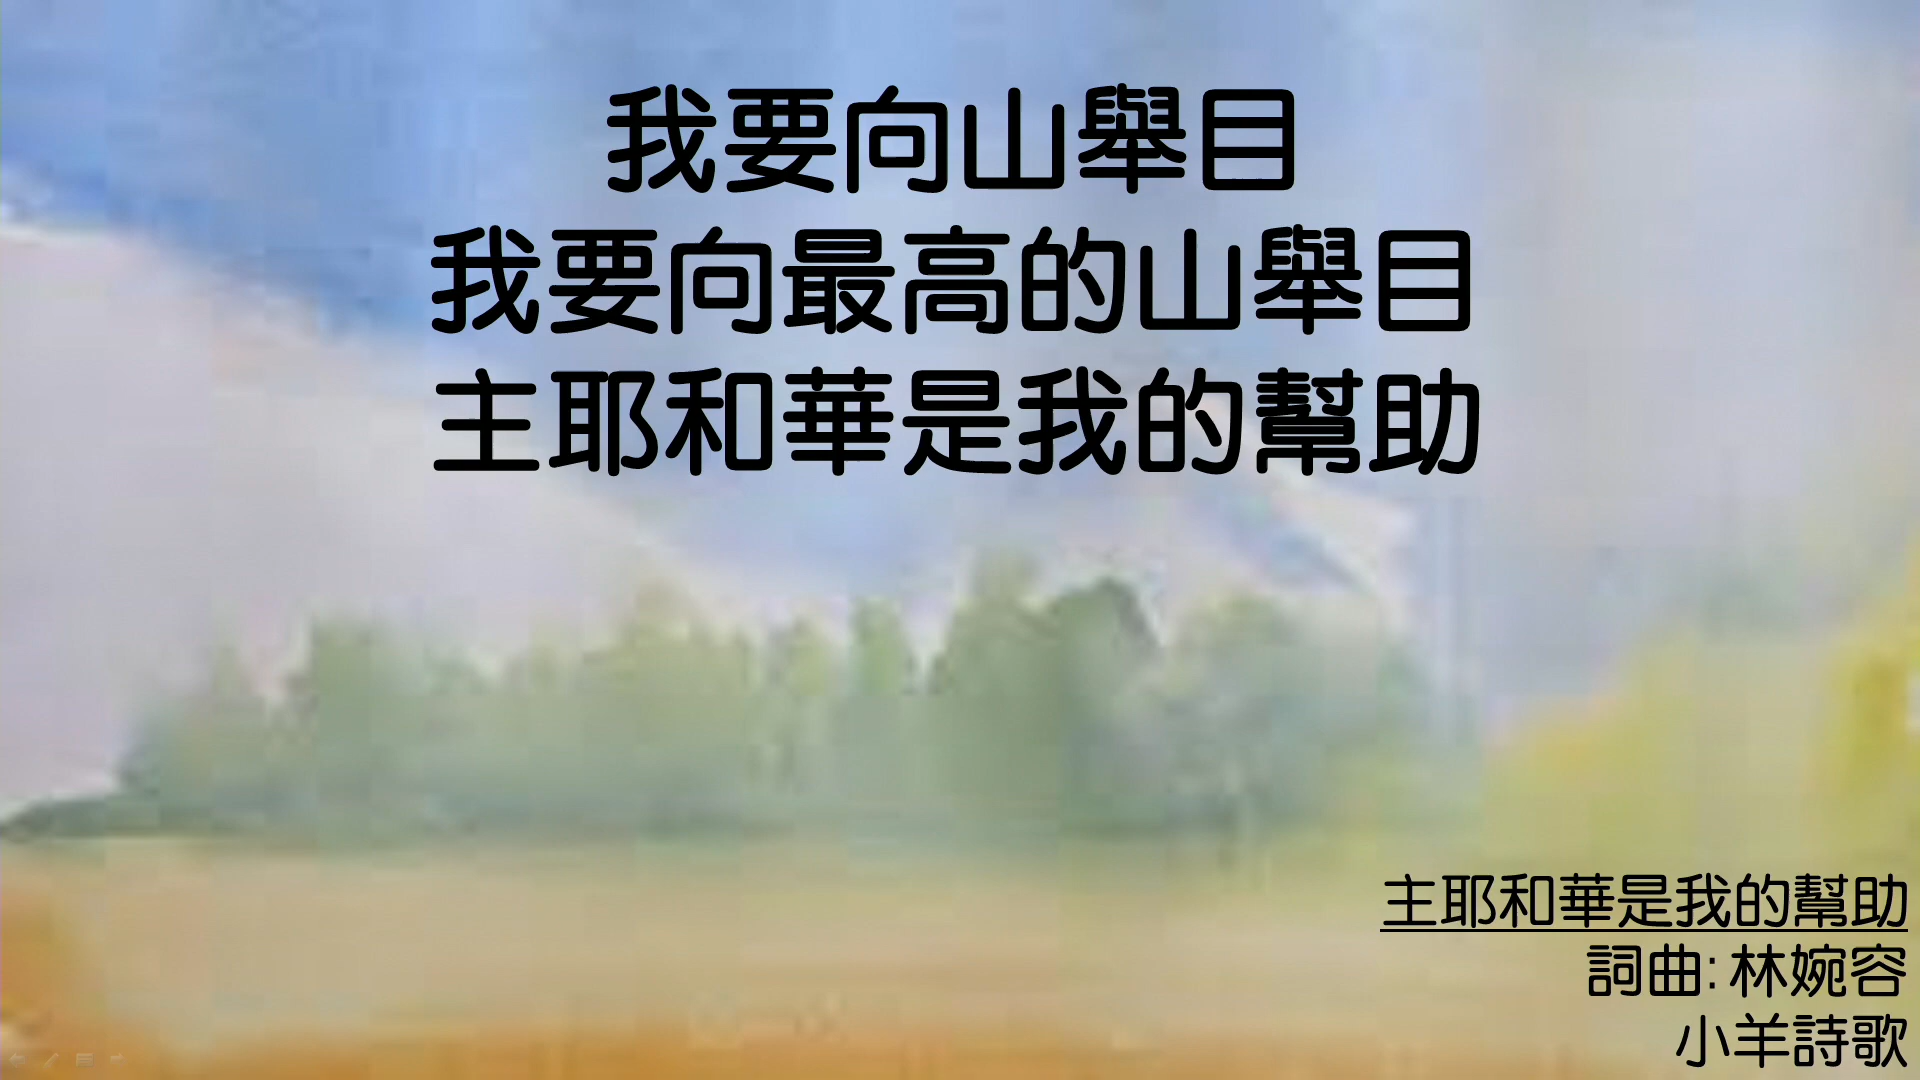 我要向山舉目
我要向最高的山舉目
主耶和華是我的幫助
主耶和華是我的幫助
詞曲: 林婉容
小羊詩歌